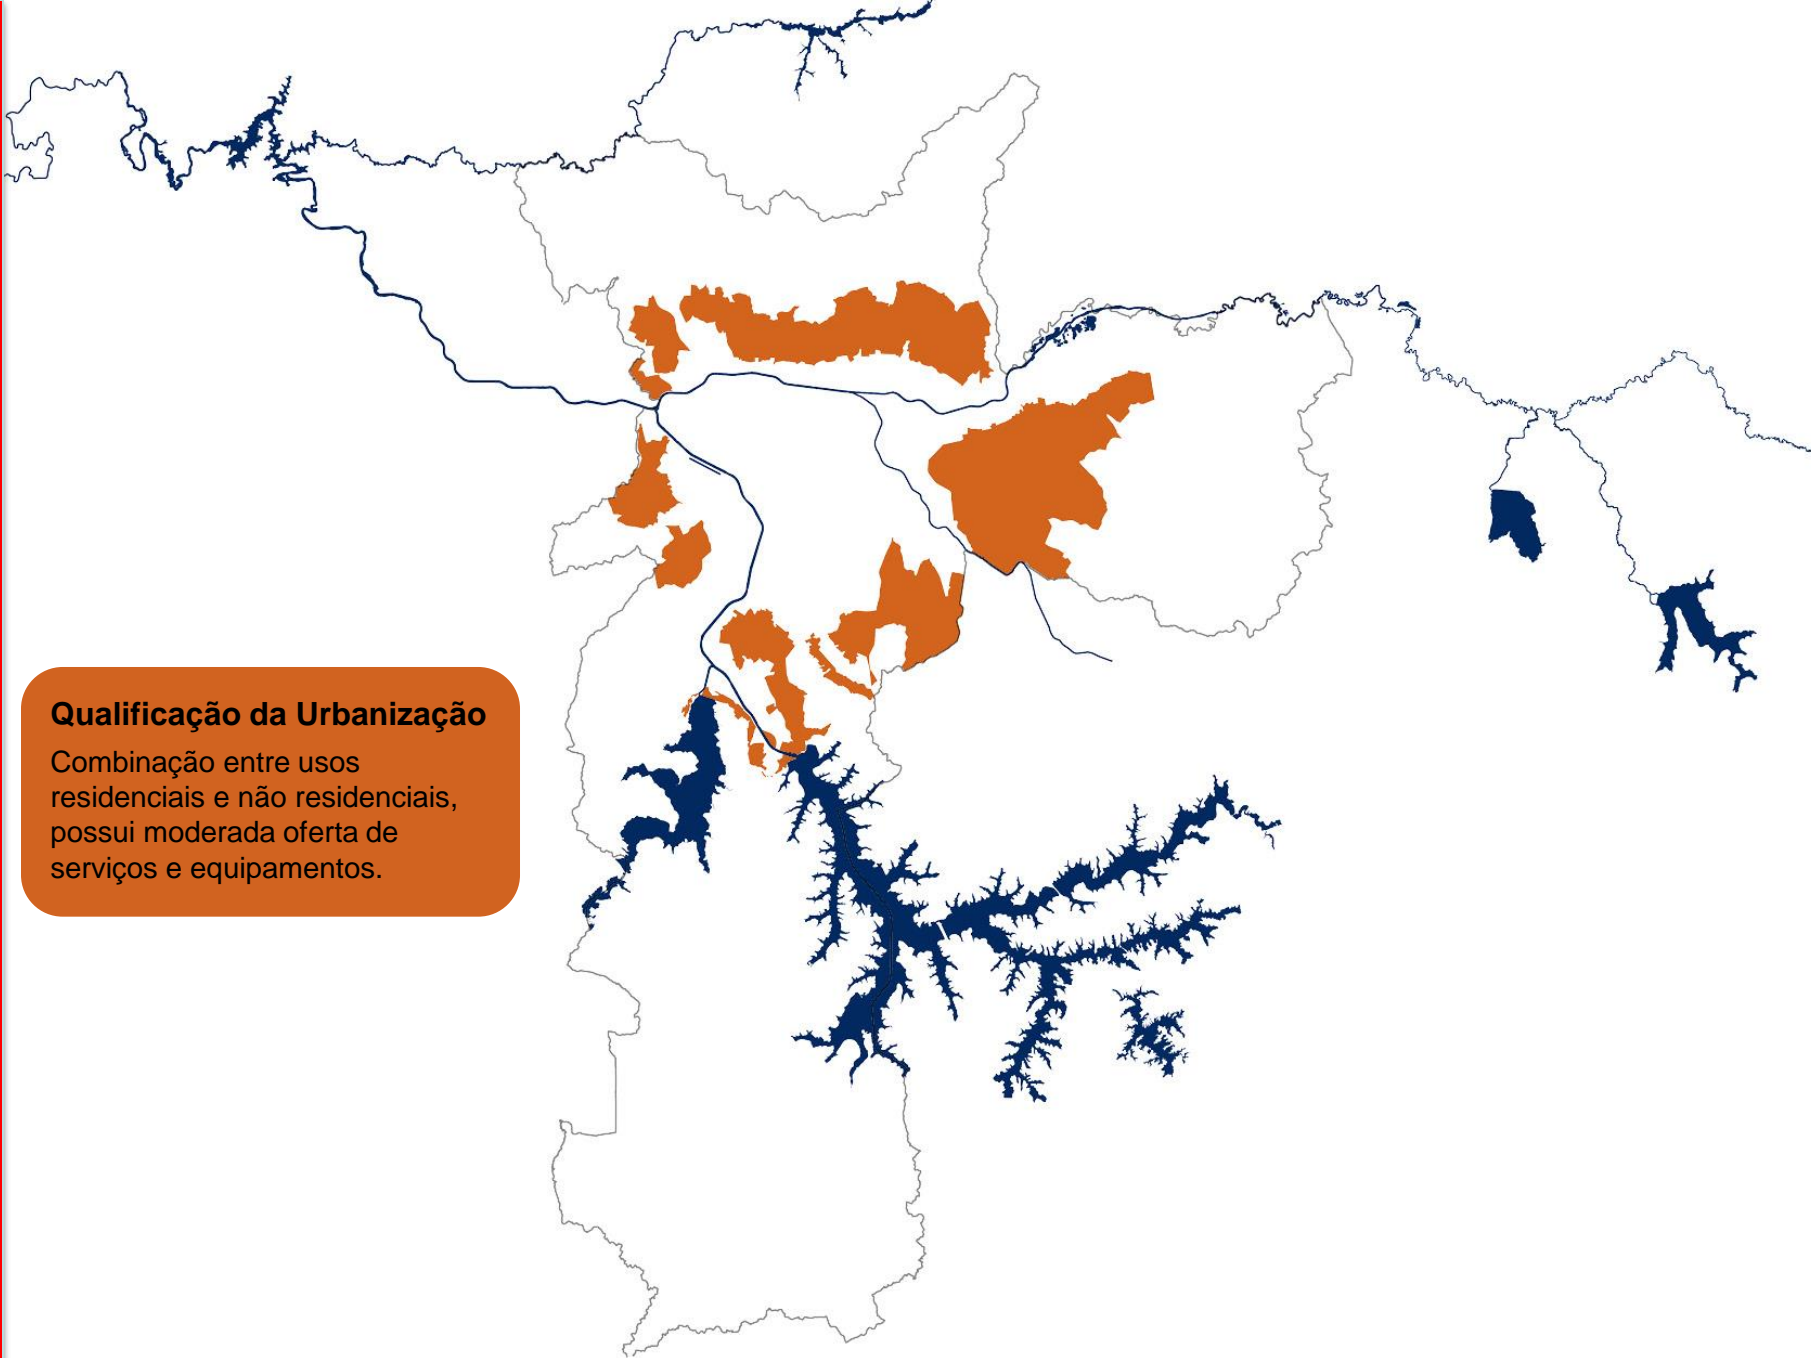 Qualificação da Urbanização
Combinação entre usos
residenciais e não residenciais,
possui moderada oferta de
serviços e equipamentos.